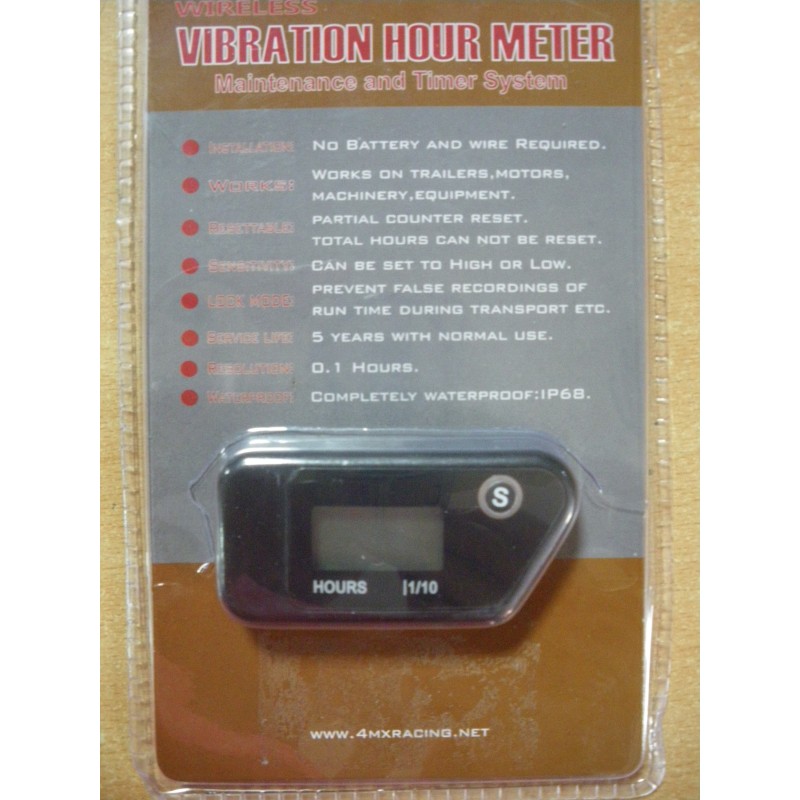 WIRELESS
VIBRATION HOUR METER
Maintenance and Timer System
INSTALLATION: NO BATTERY AND WIRE REQUIRED.
WORKS: WORKS ON TRAILERS,MOTORS,
MACHINERY,EQUIPMENT.
RESETTABLE: PARTIAL COUNTER RESET.
TOTAL HOURS CAN NOT BE RESET.
SENSITIVITY: CAN BE SET TO HIGH OR LOW.
LOCK MODE: PREVENT FALSE RECORDINGS OF
RUN TIME DURING TRANSPORT ETC.
SERVICE LIFE: 5 YEARS WITH NORMAL USE.
RESOLUTION: 0.1 HOURS.
WATERPROOF: COMPLETELY WATERPROOF:IP68.
S
HOURS |1/10
WWW.4MXRACING.NET